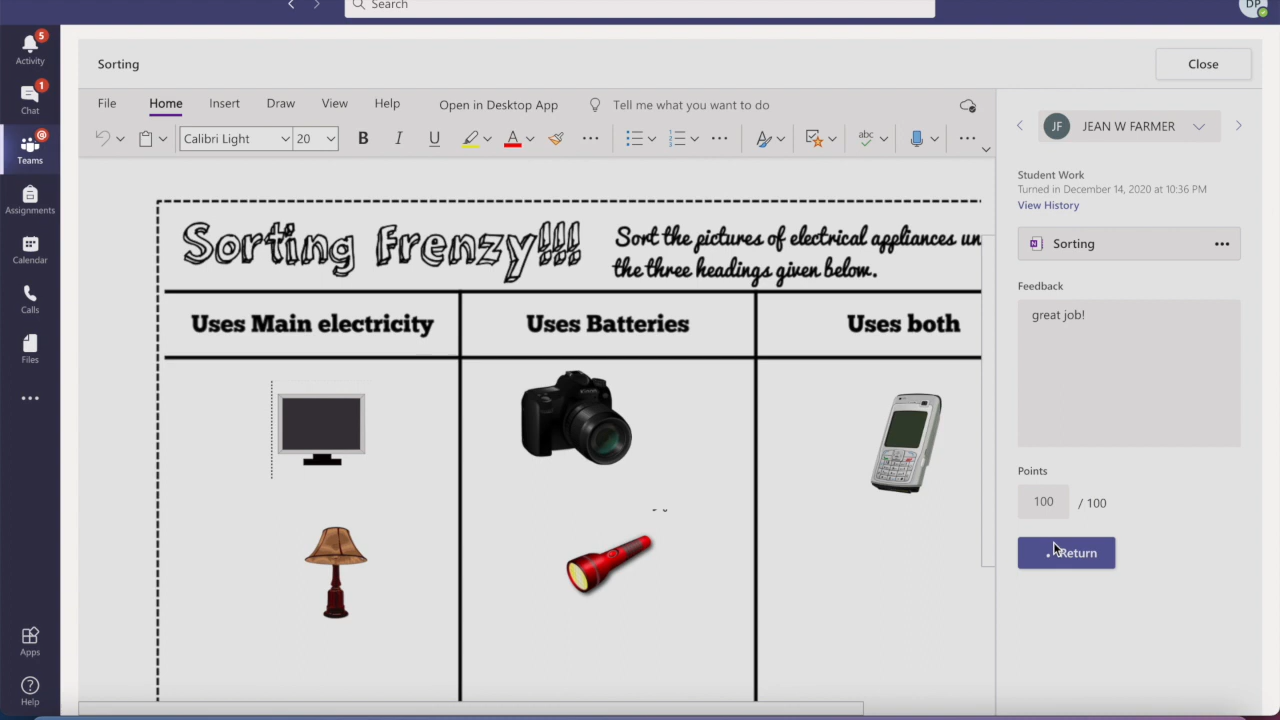 Search
DP
5
Activity
1
Chat
@
Teams
Assignments
Calendar
Calls
Files
Apps
Help
Sorting
Close
File Home Insert Draw View Help Open in Desktop App Tell me what you want to do
Calibri Light 20 B I U A abc
Sorting Frenzy!!!
Sort the pictures of electrical appliances un
the three headings given below.
Uses Main electricity
Uses Batteries
Uses both
JF JEAN W FARMER
Student Work
Turned in December 14, 2020 at 10:36 PM
View History
N Sorting
Feedback
great job!
Points
100 / 100
Return